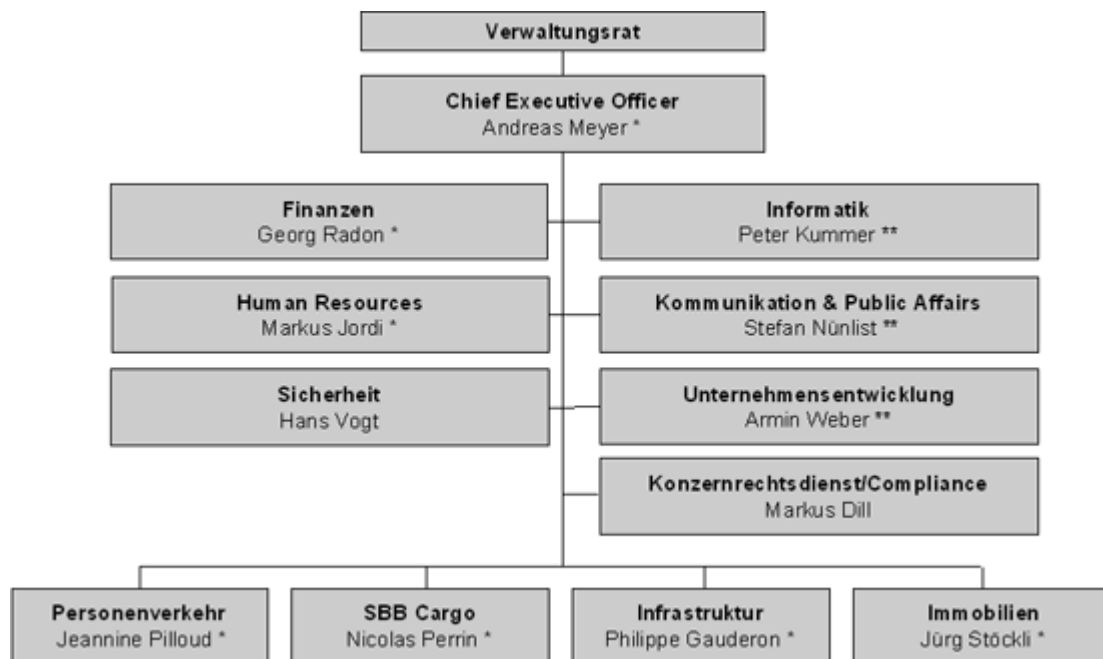 Verwaltungsrat
Chief Executive Officer
Andreas Meyer *
Finanzen
Georg Radon *
Informatik
Peter Kummer **
Human Resources
Markus Jordi *
Kommunikation & Public Affairs
Stefan Nünlist **
Sicherheit
Hans Vogt
Unternehmensentwicklung
Armin Weber **
Konzernrechtsdienst/Compliance
Markus Dill
Personenverkehr
Jeannine Pilloud *
SBB Cargo
Nicolas Perrin *
Infrastruktur
Philippe Gauderon *
Immobilien
Jürg Stöckli *